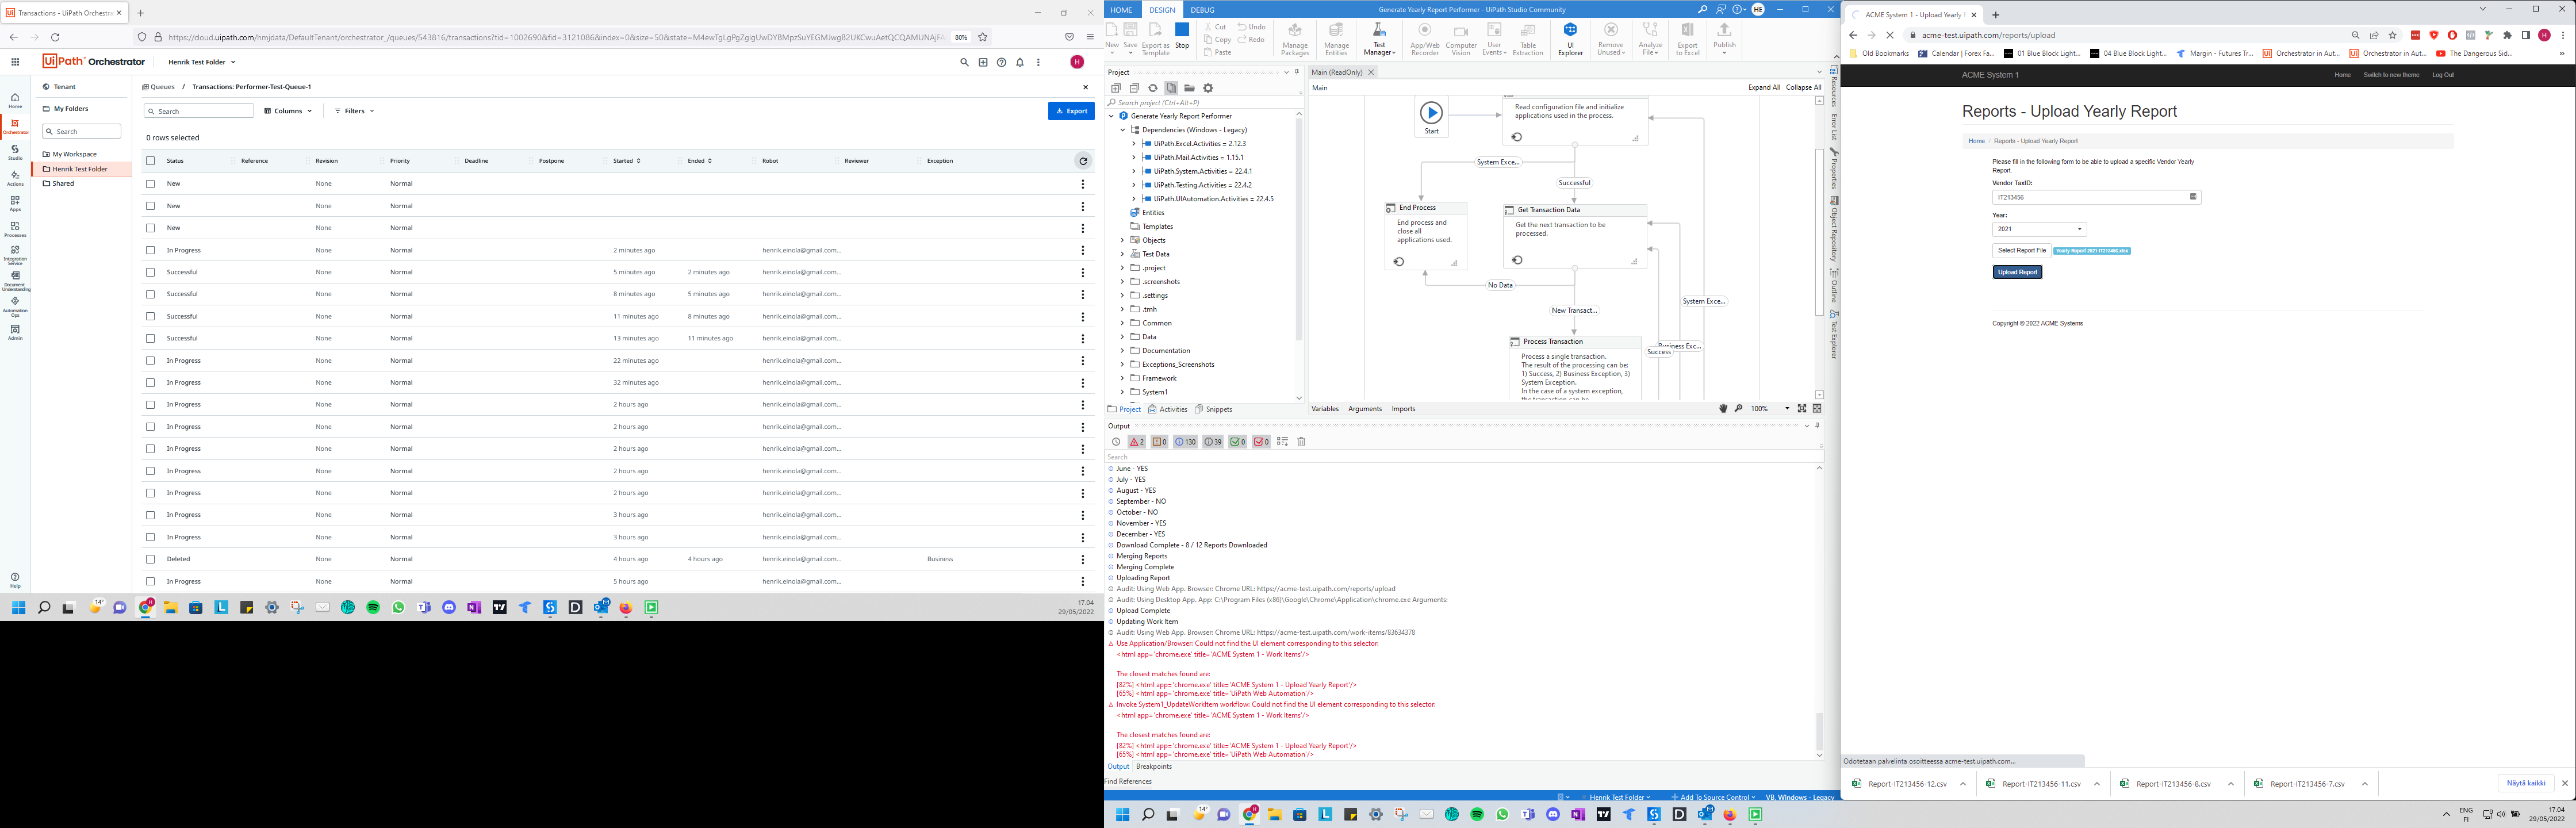 Transactions - UiPath Orchestra
https://cloud.uipath.com/hmjdata/DefaultTenant/orchestrator_/queues/543816/transactions?tid=1002690&fid=3121086&index=0&size=50&state=
80%
UiPath Orchestrator
Henrik Test Folder
H
Home
Orchestrator
Studio
Actions
Apps
Processes
Integration Service
Document Understanding
Automation Ops
Admin
Help
Tenant
My Folders
Search
My Workspace
Henrik Test Folder
Shared
Queues / Transactions: Performer-Test-Queue-1
Search
Columns
Filters
Export
0 rows selected
Status Reference Revision Priority Deadline Postpone Started Ended Robot Reviewer Exception
New None Normal
New None Normal
New None Normal
In Progress None Normal 2 minutes ago henrik.einola@gmail.com...
Successful None Normal 5 minutes ago 2 minutes ago henrik.einola@gmail.com...
Successful None Normal 8 minutes ago 5 minutes ago henrik.einola@gmail.com...
Successful None Normal 11 minutes ago 8 minutes ago henrik.einola@gmail.com...
Successful None Normal 13 minutes ago 11 minutes ago henrik.einola@gmail.com...
In Progress None Normal 22 minutes ago henrik.einola@gmail.com...
In Progress None Normal 32 minutes ago henrik.einola@gmail.com...
In Progress None Normal 2 hours ago henrik.einola@gmail.com...
In Progress None Normal 2 hours ago henrik.einola@gmail.com...
In Progress None Normal 2 hours ago henrik.einola@gmail.com...
In Progress None Normal 2 hours ago henrik.einola@gmail.com...
In Progress None Normal 2 hours ago henrik.einola@gmail.com...
In Progress None Normal 3 hours ago henrik.einola@gmail.com...
In Progress None Normal 3 hours ago henrik.einola@gmail.com...
Deleted None Normal 4 hours ago 4 hours ago henrik.einola@gmail.com... Business
In Progress None Normal 5 hours ago henrik.einola@gmail.com...
14°
17.04
29/05/2022
HOME DESIGN DEBUG
Generate Yearly Report Performer - UiPath Studio Community
HE
New
Save
Export as Template
Stop
Cut
Copy
Paste
Undo
Redo
Manage Packages
Manage Entities
Test Manager
App/Web Recorder
Computer Vision
User Events
Table Extraction
UI Explorer
Remove Unused
Analyze File
Export to Excel
Publish
Project
Search project (Ctrl+Alt+P)
Generate Yearly Report Performer
Dependencies (Windows - Legacy)
UiPath.Excel.Activities = 2.12.3
UiPath.Mail.Activities = 1.15.1
UiPath.System.Activities = 22.4.1
UiPath.Testing.Activities = 22.4.2
UiPath.UIAutomation.Activities = 22.4.5
Entities
Templates
Objects
Test Data
.project
.screenshots
.settings
.tmh
Common
Data
Documentation
Exceptions_Screenshots
Framework
System1
Project Activities Snippets
Main (ReadOnly)
Main
Expand All Collapse All
Start
Read configuration file and initialize
applications used in the process.
System Exce...
Successful
End Process
End process and
close all
applications used.
Get Transaction Data
Get the next transaction to be
processed.
No Data
New Transact...
System Exce...
Business Exc...
Success
Process Transaction
Process a single transaction.
The result of the processing can be:
1) Success, 2) Business Exception, 3)
System Exception.
In the case of a system exception,
the transaction can be
Variables Arguments Imports
100%
Resources
Error List
Properties
Object Repository
Outline
Test Explorer
Output
2 0 130 39 0 0
Search
June - YES
July - YES
August - YES
September - NO
October - NO
November - YES
December - YES
Download Complete - 8 / 12 Reports Downloaded
Merging Reports
Merging Complete
Uploading Report
Audit: Using Web App. Browser: Chrome URL: https://acme-test.uipath.com/reports/upload
Audit: Using Desktop App. App: C:\Program Files (x86)\Google\Chrome\Application\chrome.exe Arguments:
Upload Complete
Updating Work Item
Audit: Using Web App. Browser: Chrome URL: https://acme-test.uipath.com/work-items/83634378
Use Application/Browser: Could not find the UI element corresponding to this selector:
<html app='chrome.exe' title='ACME System 1 - Work Items'/>
The closest matches found are:
[82%] <html app='chrome.exe' title='ACME System 1 - Upload Yearly Report'/>
[65%] <html app='chrome.exe' title='UiPath Web Automation'/>
Invoke System1_UpdateWorkItem workflow: Could not find the UI element corresponding to this selector:
<html app='chrome.exe' title='ACME System 1 - Work Items'/>
The closest matches found are:
[82%] <html app='chrome.exe' title='ACME System 1 - Upload Yearly Report'/>
[65%] <html app='chrome.exe' title='UiPath Web Automation'/>
Output Breakpoints
Find References
Henrik Test Folder
Add To Source Control
VB, Windows - Legacy
14°
ACME System 1 - Upload Yearly
acme-test.uipath.com/reports/upload
Old Bookmarks
Calendar | Forex Fa...
01 Blue Block Light...
04 Blue Block Light...
Margin - Futures Tr...
Orchestrator in Aut...
Orchestrator in Aut...
The Dangerous Sid...
ACME System 1
Home Switch to new theme Log Out
Reports - Upload Yearly Report
Home / Reports - Upload Yearly Report
Please fill in the following form to be able to upload a specific Vendor Yearly
Report
Vendor TaxID:
IT213456
Year:
2021
Select Report File
Yearly-Report-2021-IT213456.xlsx
Upload Report
Copyright © 2022 ACME Systems
Odotetaan palvelinta osoitteessa acme-test.uipath.com...
Report-IT213456-12.csv
Report-IT213456-11.csv
Report-IT213456-8.csv
Report-IT213456-7.csv
Näytä kaikki
ENG
FI
17.04
29/05/2022